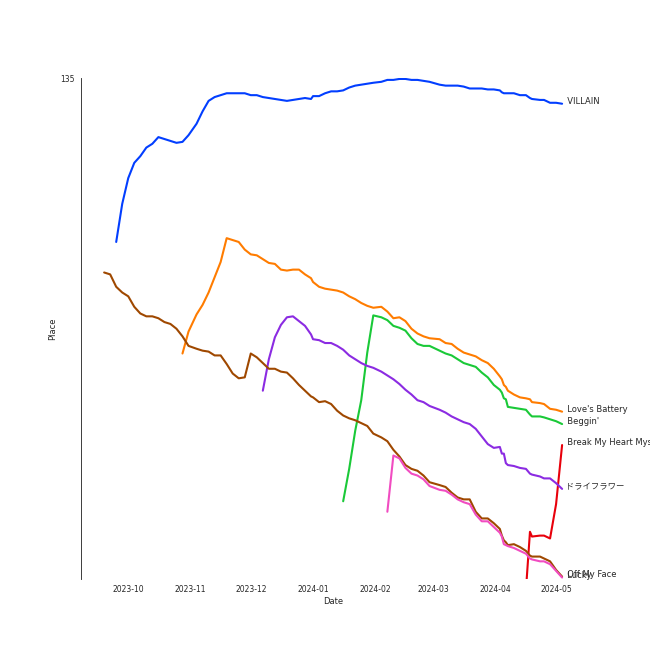 135
VILLAIN
Place
Love's Battery
Beggin'
Break My Heart Mys
ドライフラワー
Off My Face
2023-10 2023-11 2023-12 2024-01 2024-02 2024-03 2024-04 2024-05
Date